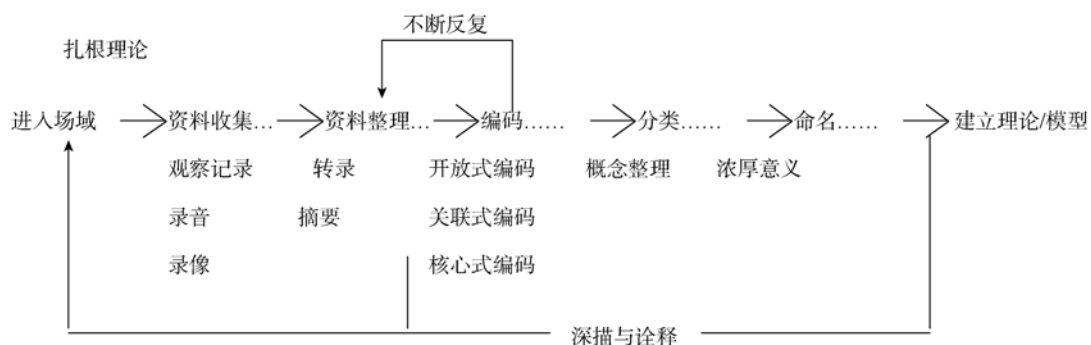 不断反复
扎根理论
进入场域 资料收集... 资料整理... 编码...... 分类...... 命名...... 建立理论/模型
观察记录 转录 开放式编码 概念整理 浓厚意义
录音 摘要 关联式编码
录像 核心式编码
深描与诠释